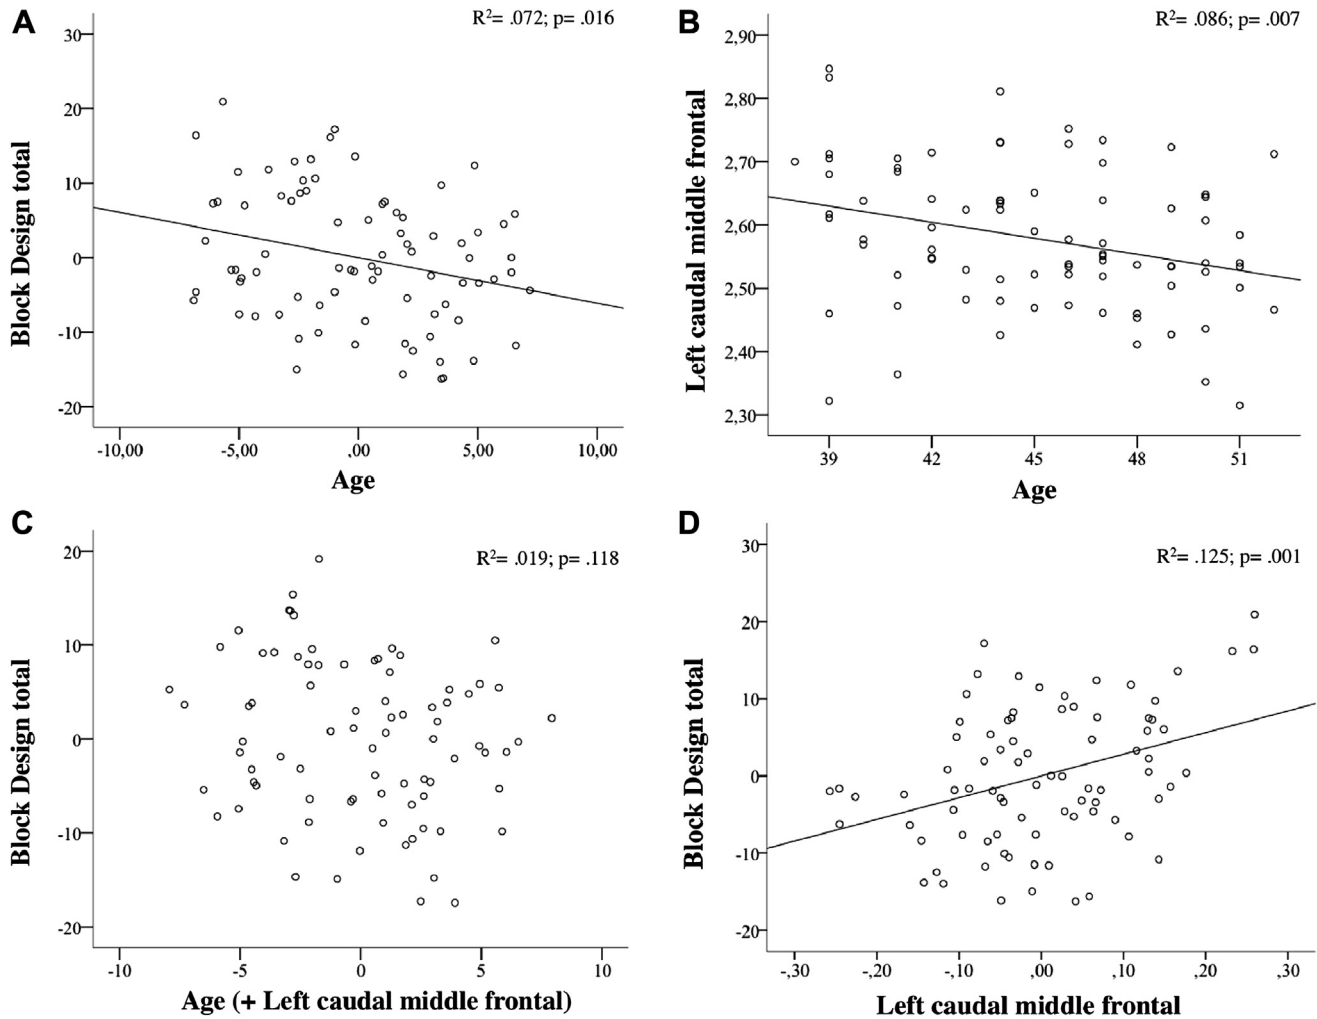 A
R²= .072; p= .016
Block Design total
30
20
10
0
-10
-20
-10,00 -5,00 ,00 5,00 10,00
Age
B
R²= .086; p= .007
Left caudal middle frontal
2,90
2,80
2,70
2,60
2,50
2,40
2,30
39 42 45 48 51
Age
C
R²= .019; p= .118
Block Design total
20
10
0
-10
-20
-10 -5 0 5 10
Age (+ Left caudal middle frontal)
D
R²= .125; p= .001
Block Design total
30
20
10
0
-10
-20
-,30 -,20 -,10 ,00 ,10 ,20 ,30
Left caudal middle frontal